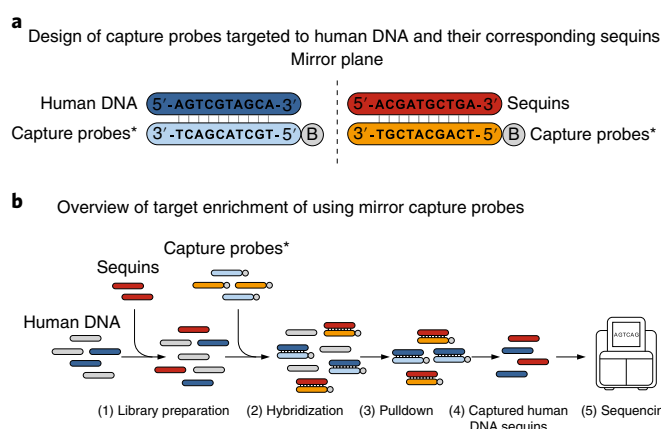 a
Design of capture probes targeted to human DNA and their corresponding sequins
Mirror plane
Human DNA 5′-AGTCGTAGCA-3′ 5′-ACGATGCTGA-3′ Sequins
Capture probes* 3′-TCAGCATCGT-5′ B 3′-TGCTACGACT-5′ B Capture probes*
b Overview of target enrichment of using mirror capture probes
Capture probes*
Sequins
Human DNA
AGTCAG
(1) Library preparation (2) Hybridization (3) Pulldown (4) Captured human (5) Sequencin
DNA sequins